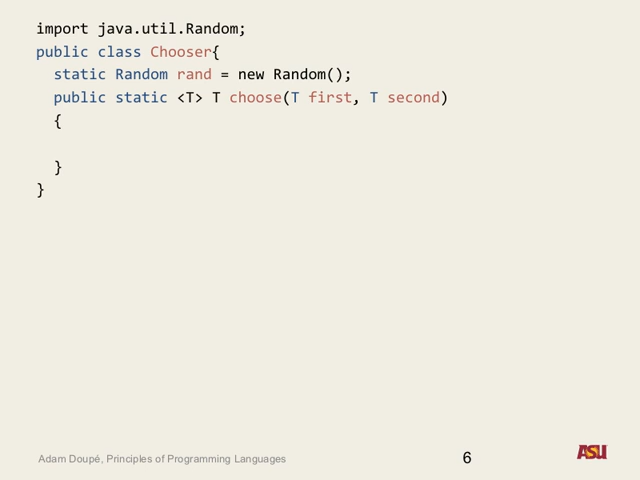 import java.util.Random;
public class Chooser{
  static Random rand = new Random();
  public static <T> T choose(T first, T second)
  {
  }
}
Adam Doupé, Principles of Programming Languages
6
ASU